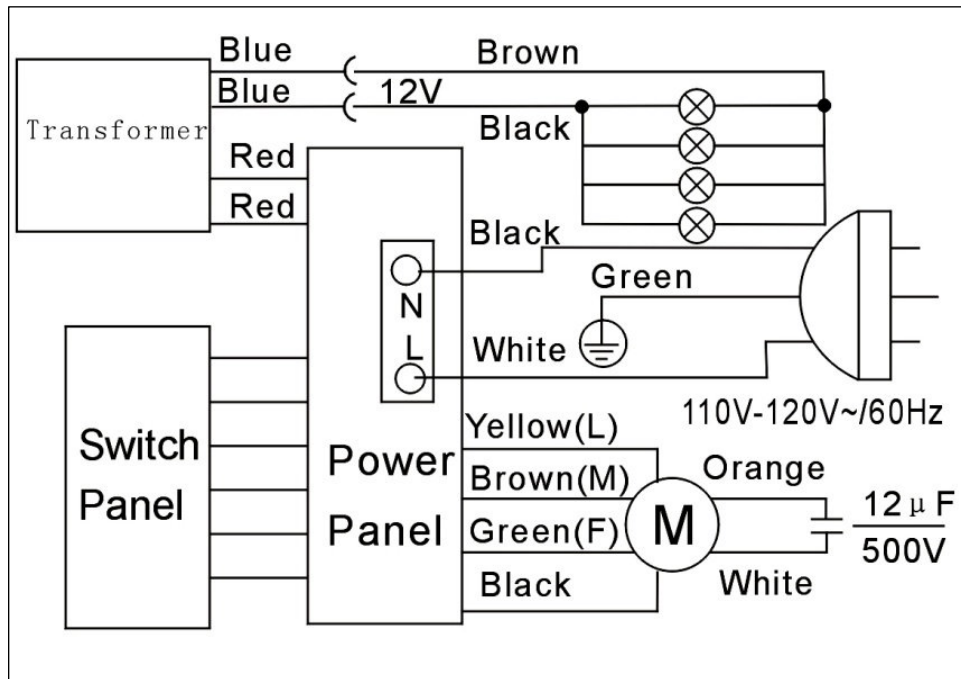 Blue
Brown
Blue
12V
Transformer
Black
Red
Red
Black
Green
N
L
White
110V-120V~/60Hz
Yellow(L)
Orange
Switch
Panel
Power
Panel
Brown(M)
M
12μF
500V
Green(F)
Black
White